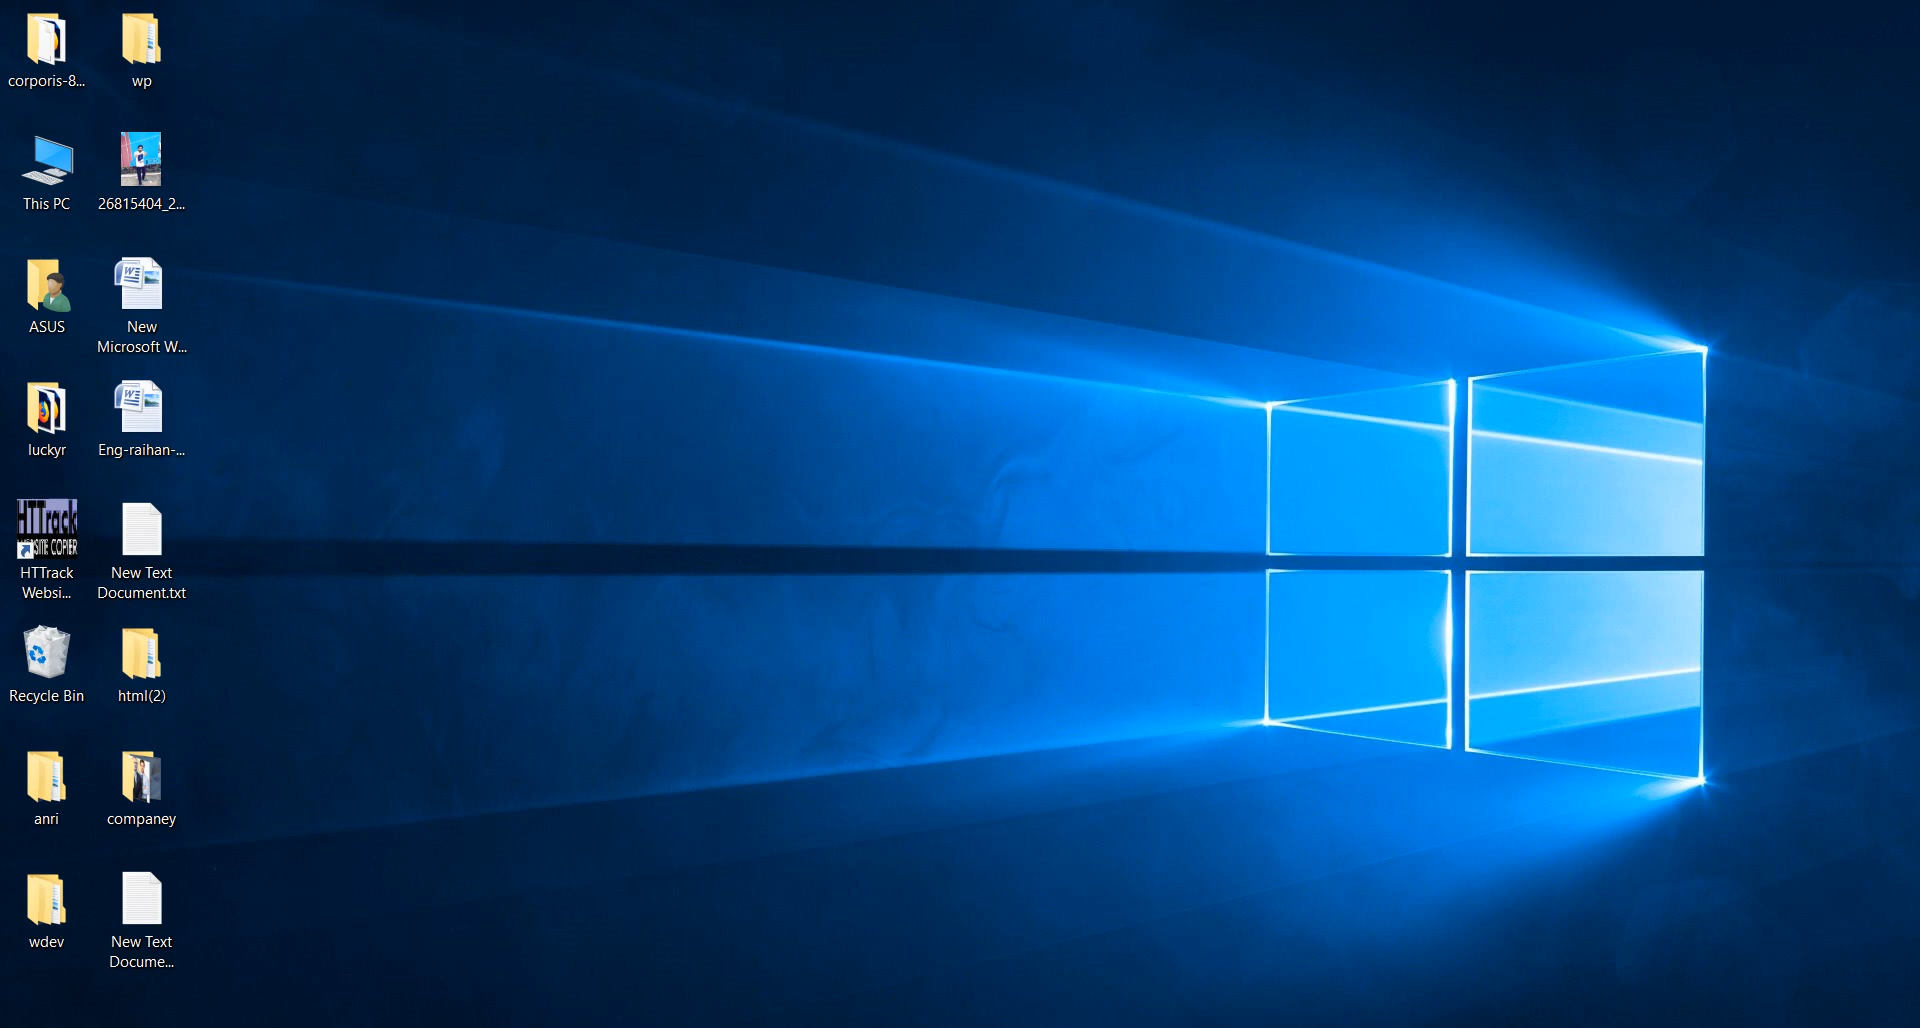 corporis-8...
wp
This PC
26815404_2...
ASUS
New
Microsoft W...
luckyr
Eng-raihan-...
HTTrack
WEBSITE COPIER
HTTrack
Websi...
New Text
Document.txt
Recycle Bin
html(2)
anri
companey
wdev
New Text
Docume...